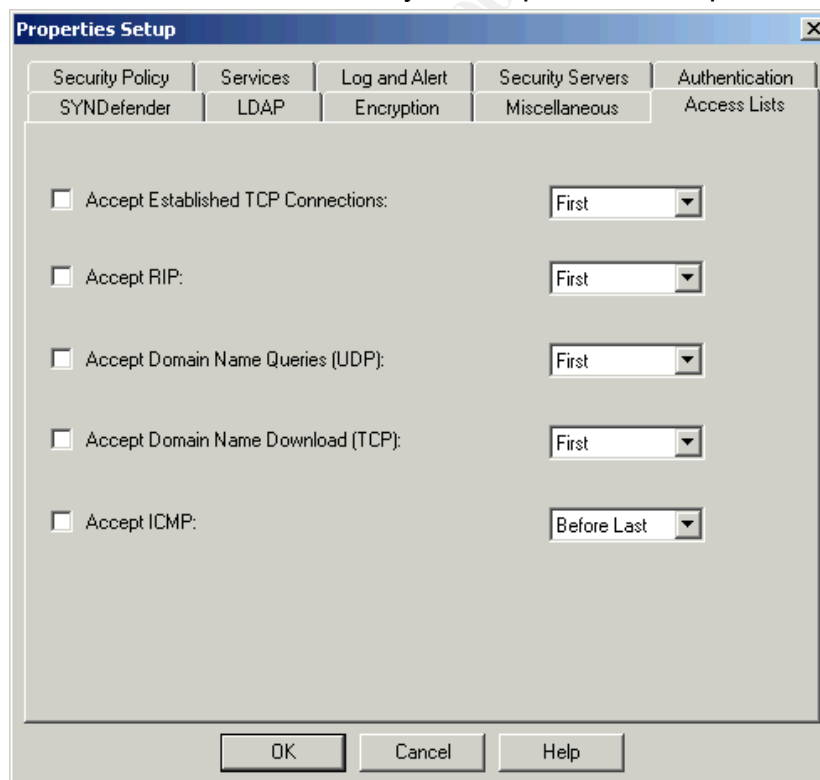 Properties Setup
Security Policy Services Log and Alert Security Servers Authentication
SYNDefender LDAP Encryption Miscellaneous Access Lists
Accept Established TCP Connections: First
Accept RIP: First
Accept Domain Name Queries (UDP): First
Accept Domain Name Download (TCP): First
Accept ICMP: Before Last
OK Cancel Help